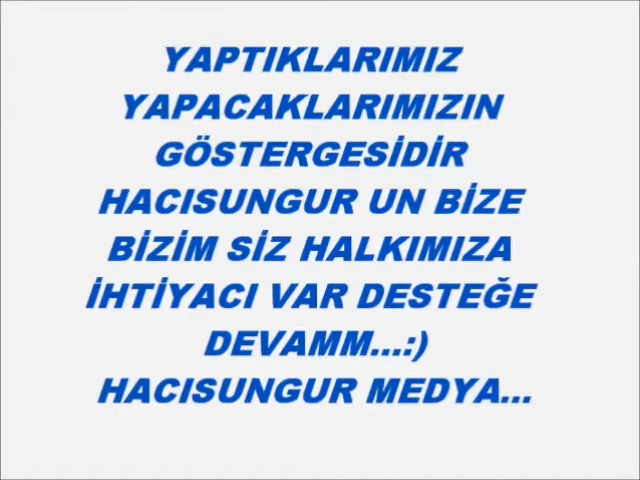 YAPTIKLARIMIZ
YAPACAKLARIMIZIN
GÖSTERGESİDİR
HACISUNGUR UN BİZE
BİZİM SİZ HALKIMIZA
İHTİYACI VAR DESTEĞE
DEVAMM...:)
HACISUNGUR MEDYA...